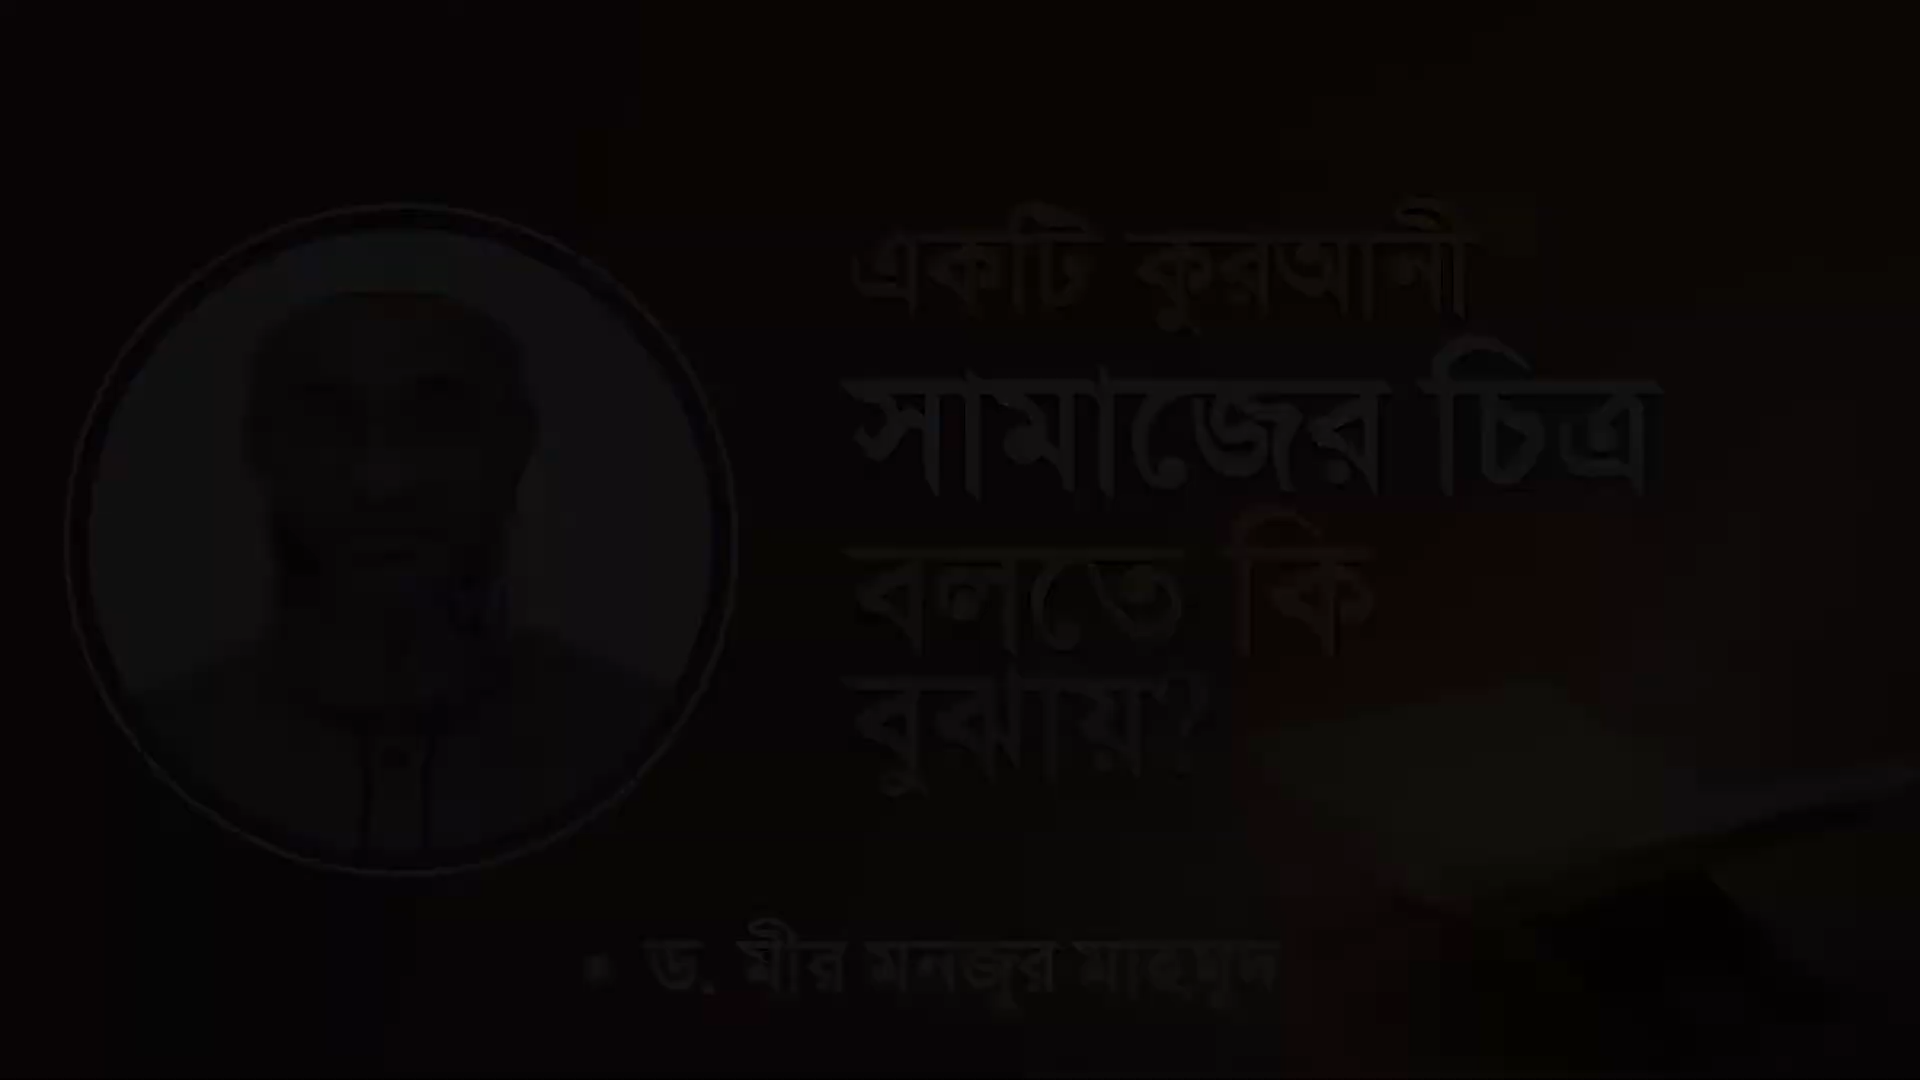 একটি কুরআনী
সামাজের চিত্র
বলতে কি
বুঝায়?
ড. মীর মনজুর মাহমুদ